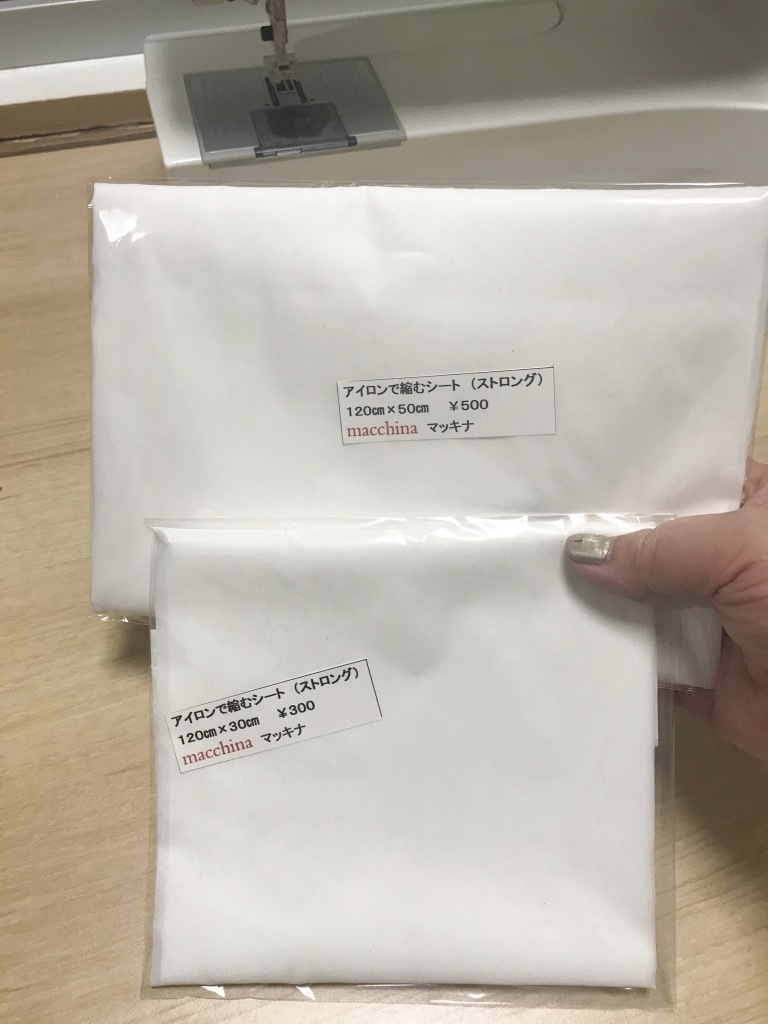 アイロンで縮むシート（ストロング）
120㎝×50㎝　￥500
macchina マッキナ
アイロンで縮むシート（ストロング）
120㎝×30㎝　￥300
macchina マッキナ